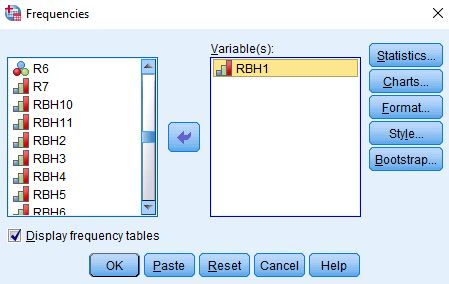 Frequencies
R6
R7
RBH10
RBH11
RBH2
RBH3
RBH4
RBH5
RBH6
Variable(s):
RBH1
Statistics...
Charts...
Format...
Style...
Bootstrap...
Display frequency tables
OK Paste Reset Cancel Help